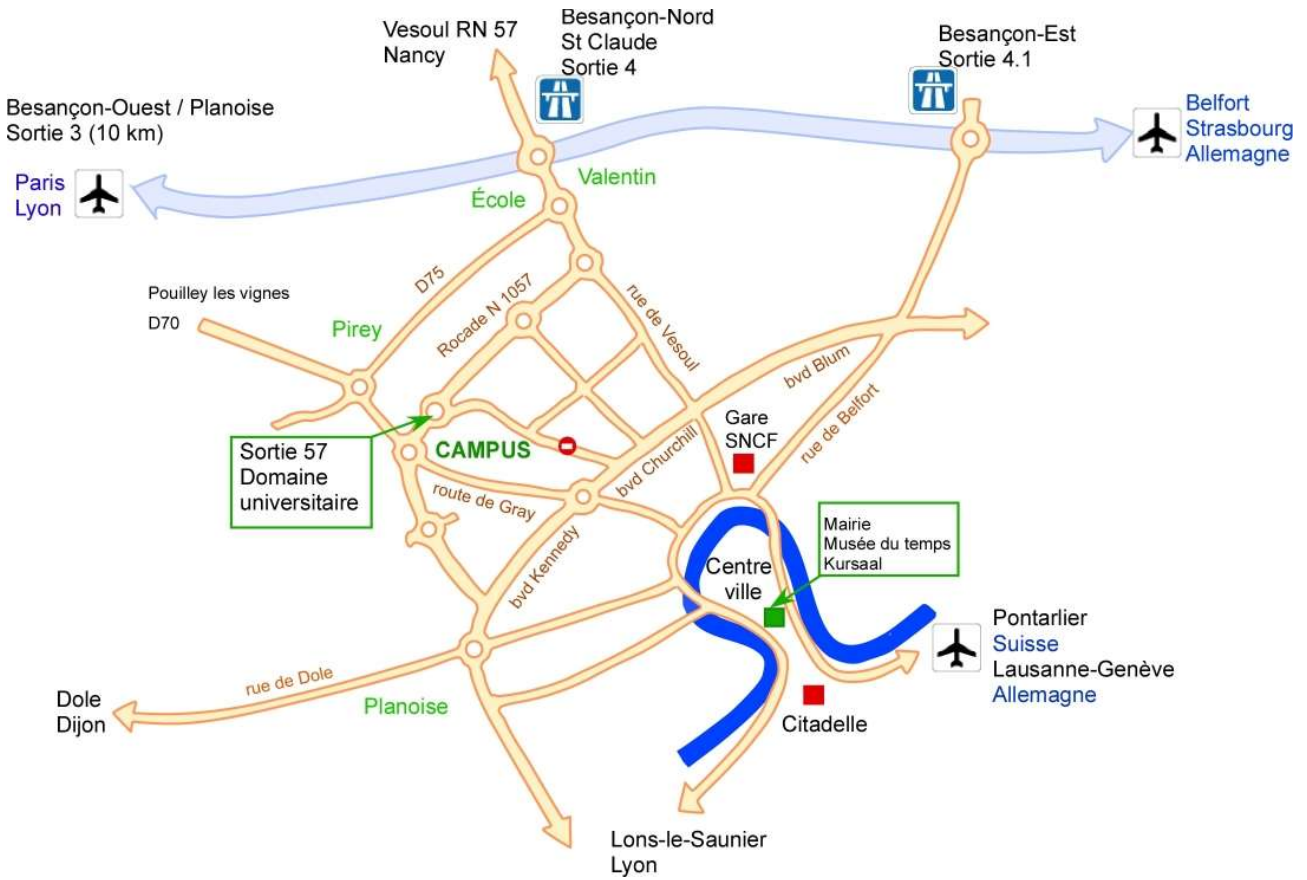 Vesoul RN 57
Nancy
Besançon-Nord
St Claude
Sortie 4
Besançon-Est
Sortie 4.1
Besançon-Ouest / Planoise
Sortie 3 (10 km)
Belfort
Strasbourg
Allemagne
Paris
Lyon
Valentin
École
D75
Rocade N 1057
rue de Vesoul
Pouilley les vignes
D70
Pirey
bvd Blum
Gare
SNCF
rue de Belfort
Sortie 57
Domaine
universitaire
CAMPUS
bvd Churchill
route de Gray
Mairie
Musée du temps
Kursaal
bvd Kennedy
Centre
ville
Pontarlier
Suisse
Lausanne-Genève
Allemagne
rue de Dole
Dole
Dijon
Planoise
Citadelle
Lons-le-Saunier
Lyon